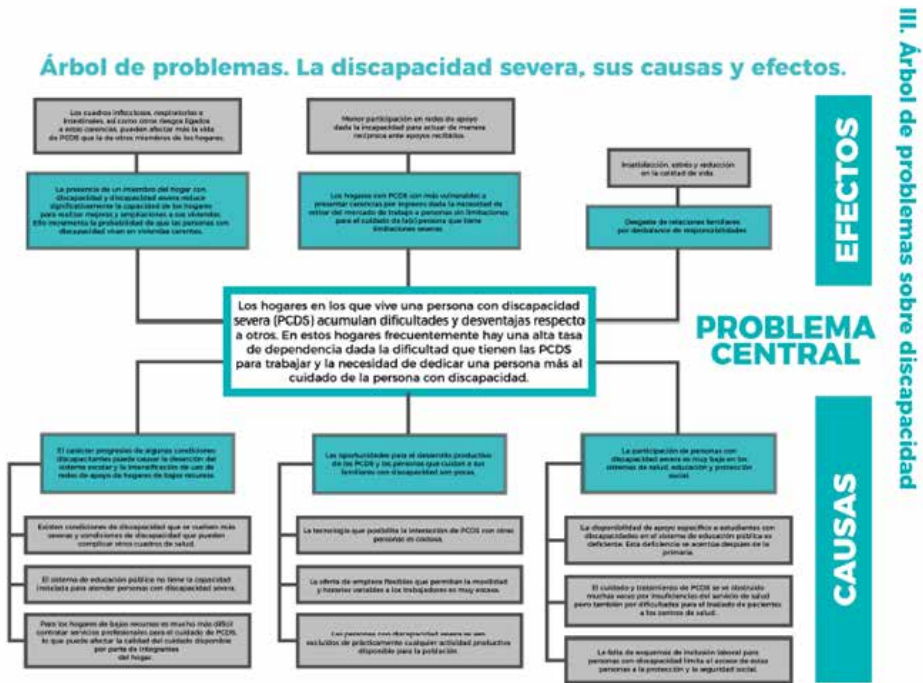 III. Árbol de problemas sobre discapacidad
Árbol de problemas. La discapacidad severa, sus causas y efectos.
Los cuadros infecciosos, respiratorios e
intestinales, así como otros riesgos ligados
a estas carencias, pueden afectar más la vida
de PCDS que la de otros miembros de los hogares.
Menor participación en redes de apoyo
dada la incapacidad para actuar de manera
recíproca ante apoyos recibidos.
Insatisfacción, estrés y reducción
en la calidad de vida.
La presencia de un miembro del hogar con
discapacidad y discapacidad severa reduce
significativamente la capacidad de los hogares
para realizar mejoras y ampliaciones a sus viviendas.
Ello incrementa la probabilidad de que las personas con
discapacidad vivan en viviendas carentes.
Los hogares con PCDS son más vulnerables a
presentar carencias por ingresos dada la necesidad de
retirar del mercado de trabajo a personas sin limitaciones
para el cuidado de la(s) persona que tiene
limitaciones severas.
Desgaste de relaciones familiares
por desbalance de responsabilidades
EFECTOS
Los hogares en los que vive una persona con discapacidad
severa (PCDS) acumulan dificultades y desventajas respecto
a otros. En estos hogares frecuentemente hay una alta tasa
de dependencia dada la dificultad que tienen las PCDS
para trabajar y la necesidad de dedicar una persona más al
cuidado de la persona con discapacidad.
PROBLEMA
CENTRAL
El carácter progresivo de algunas condiciones
discapacitantes puede causar la deserción del
sistema escolar y la intensificación de uso de
redes de apoyo de hogares de bajos recursos.
Las oportunidades para el desarrollo productivo
de las PCDS y las personas que cuidan a sus
familiares con discapacidad son pocas.
La participación de personas con
discapacidad severa es muy baja en los
sistemas de salud, educación y protección
social.
Existen condiciones de discapacidad que se vuelven más
severas y condiciones de discapacidad que pueden
complicar otros cuadros de salud.
El sistema de educación público no tiene la capacidad
instalada para atender personas con discapacidad severa.
Para los hogares de bajos recursos es mucho más difícil
contratar servicios profesionales para el cuidado de PCDS,
lo que puede afectar la calidad del cuidado disponible
por parte de integrantes
del hogar.
La tecnología que posibilita la interacción de PCDS con otras
personas es costosa.
La oferta de empleos flexibles que permitan la movilidad
y horarios variables a los trabajadores es muy escasa.
Las personas con discapacidad severa
excluidos de prácticamente cualquier actividad productiva
disponible para la población.
La disponibilidad de apoyo específico a estudiantes con
discapacidades en el sistema de educación pública es
deficiente. Esta deficiencia se acentúa después de la
primaria.
El cuidado y tratamiento de PCDS se ve obstruido
muchas veces por insuficiencias del servicio de salud
pero también por dificultades para el traslado de pacientes
a los centros de salud.
La falta de esquemas de inclusión laboral para
personas con discapacidad limita el acceso de estas
personas a la protección y la seguridad social.
CAUSAS